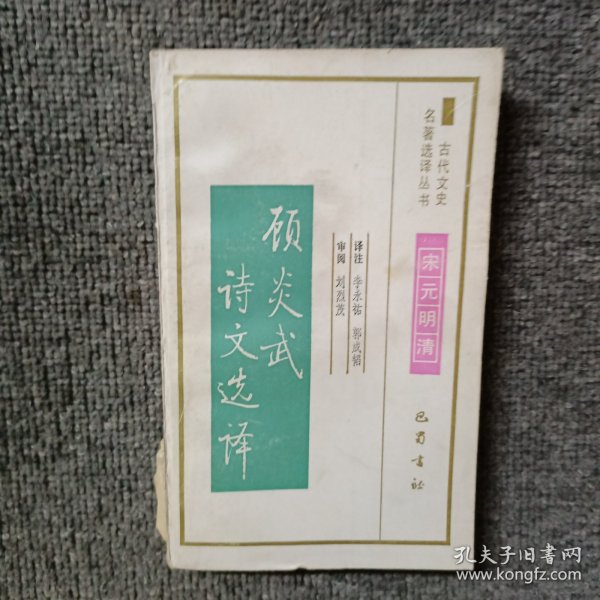 古代文史
名著选译丛书
宋元明清
译注 李永祜 郭成韬
审阅 刘烈茂
顾炎武
诗文选译
巴蜀书社
孔夫子旧书网
www.kongfz.com